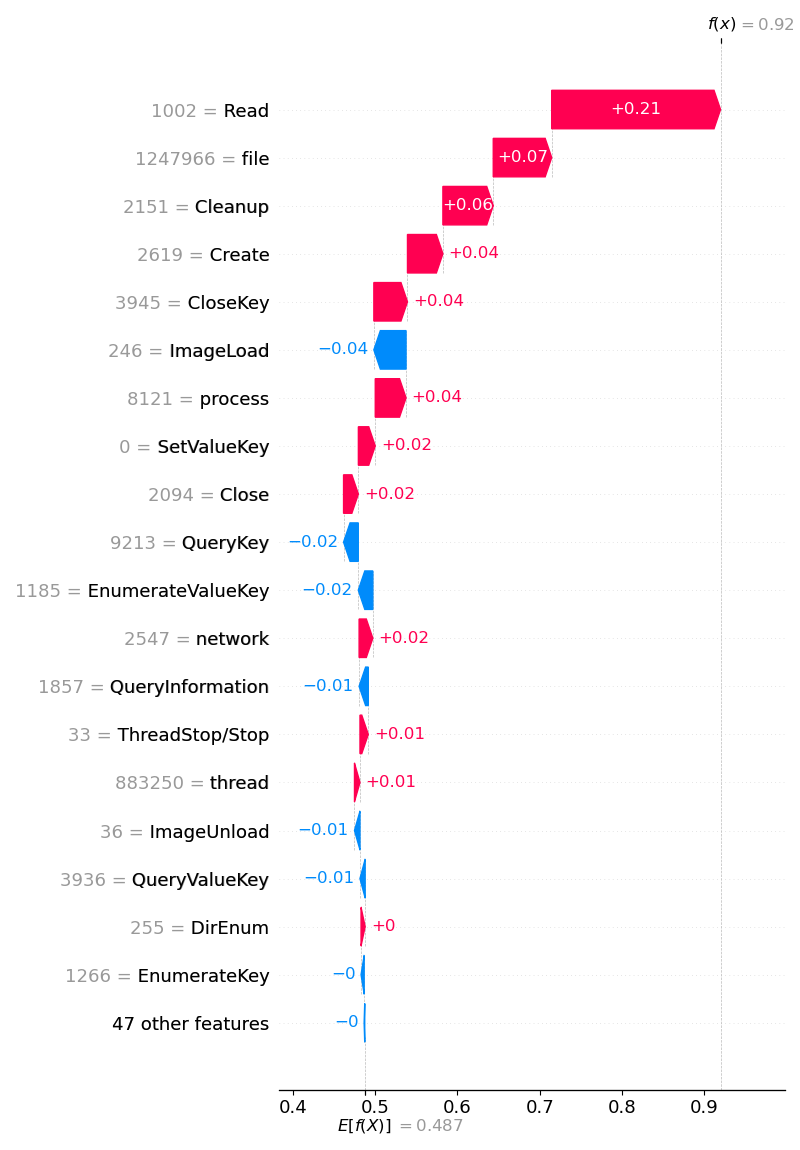 f(x) = 0.92
1002 = Read +0.21
1247966 = file +0.07
2151 = Cleanup +0.06
2619 = Create +0.04
3945 = CloseKey +0.04
246 = ImageLoad −0.04
8121 = process +0.04
0 = SetValueKey +0.02
2094 = Close +0.02
9213 = QueryKey −0.02
1185 = EnumerateValueKey −0.02
2547 = network +0.02
1857 = QueryInformation −0.01
33 = ThreadStop/Stop +0.01
883250 = thread +0.01
36 = ImageUnload −0.01
3936 = QueryValueKey −0.01
255 = DirEnum +0
1266 = EnumerateKey −0
47 other features −0
0.4 0.5 0.6 0.7 0.8 0.9
E[f(X)] = 0.487